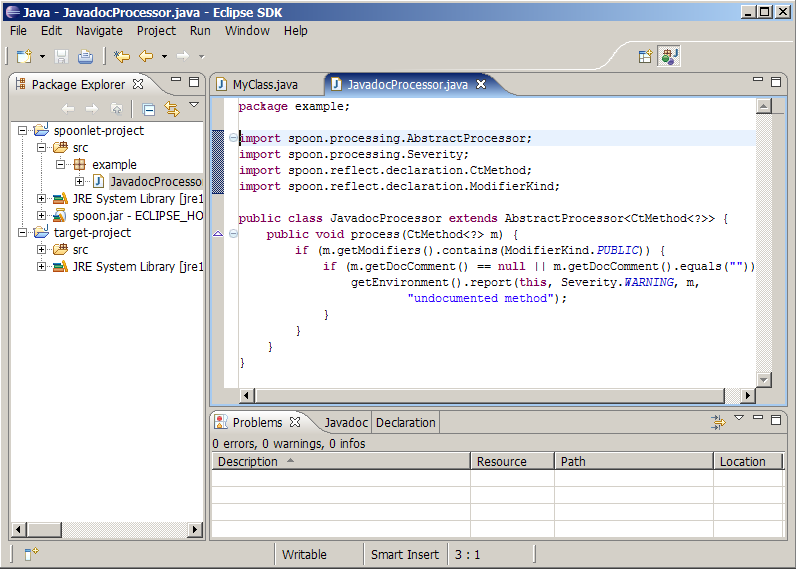 Java - JavadocProcessor.java - Eclipse SDK
File Edit Navigate Project Run Window Help
Package Explorer
spoonlet-project
src
example
JavadocProcessor
JRE System Library [jre1
spoon.jar - ECLIPSE_HO
target-project
src
JRE System Library [jre1
MyClass.java JavadocProcessor.java
package example;
import spoon.processing.AbstractProcessor;
import spoon.processing.Severity;
import spoon.reflect.declaration.CtMethod;
import spoon.reflect.declaration.ModifierKind;
public class JavadocProcessor extends AbstractProcessor<CtMethod<?>> {
public void process(CtMethod<?> m) {
if (m.getModifiers().contains(ModifierKind.PUBLIC)) {
if (m.getDocComment() == null || m.getDocComment().equals(""))
getEnvironment().report(this, Severity.WARNING, m,
"undocumented method");
}
}
}
}
Problems Javadoc Declaration
0 errors, 0 warnings, 0 infos
Description Resource Path Location
Writable Smart Insert 3 : 1